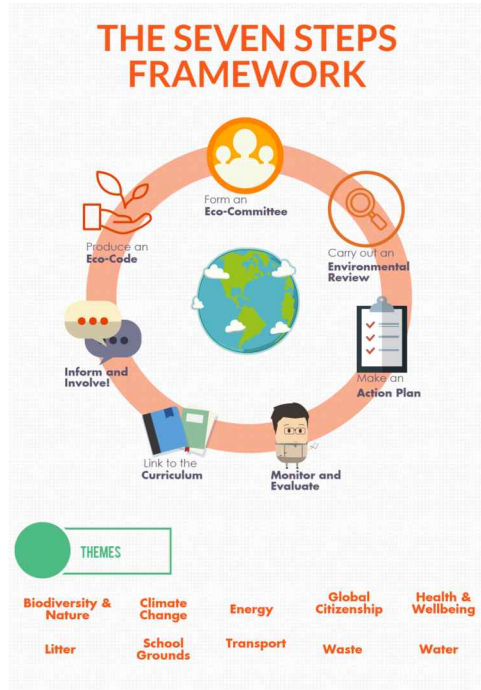 THE SEVEN STEPS
FRAMEWORK
Form an
Eco-Committee
Carry out an
Environmental
Review
Make an
Action Plan
Monitor and
Evaluate
Link to the
Curriculum
Inform and
Involve!
Produce an
Eco-Code
THEMES
Biodiversity &
Nature
Climate
Change
Energy
Global
Citizenship
Health &
Wellbeing
Litter
School
Grounds
Transport
Waste
Water